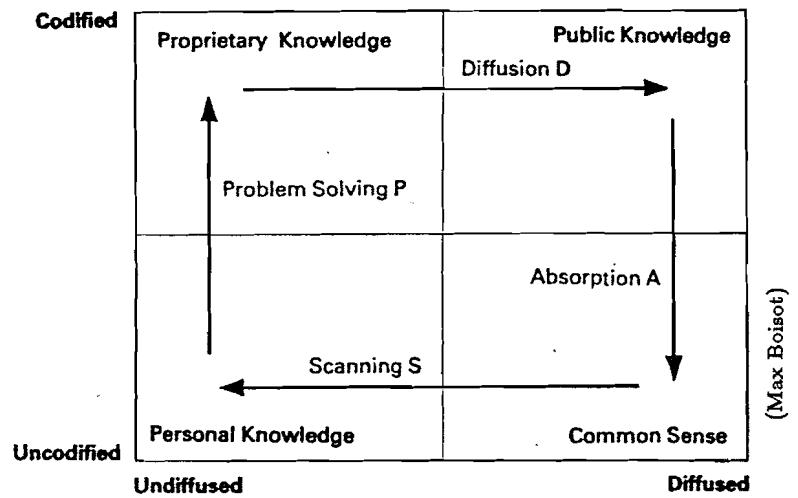 Codified
Proprietary Knowledge
Public Knowledge
Diffusion D
Problem Solving P
Absorption A
(Max Boisot)
Scanning S
Personal Knowledge
Common Sense
Uncodified
Undiffused
Diffused